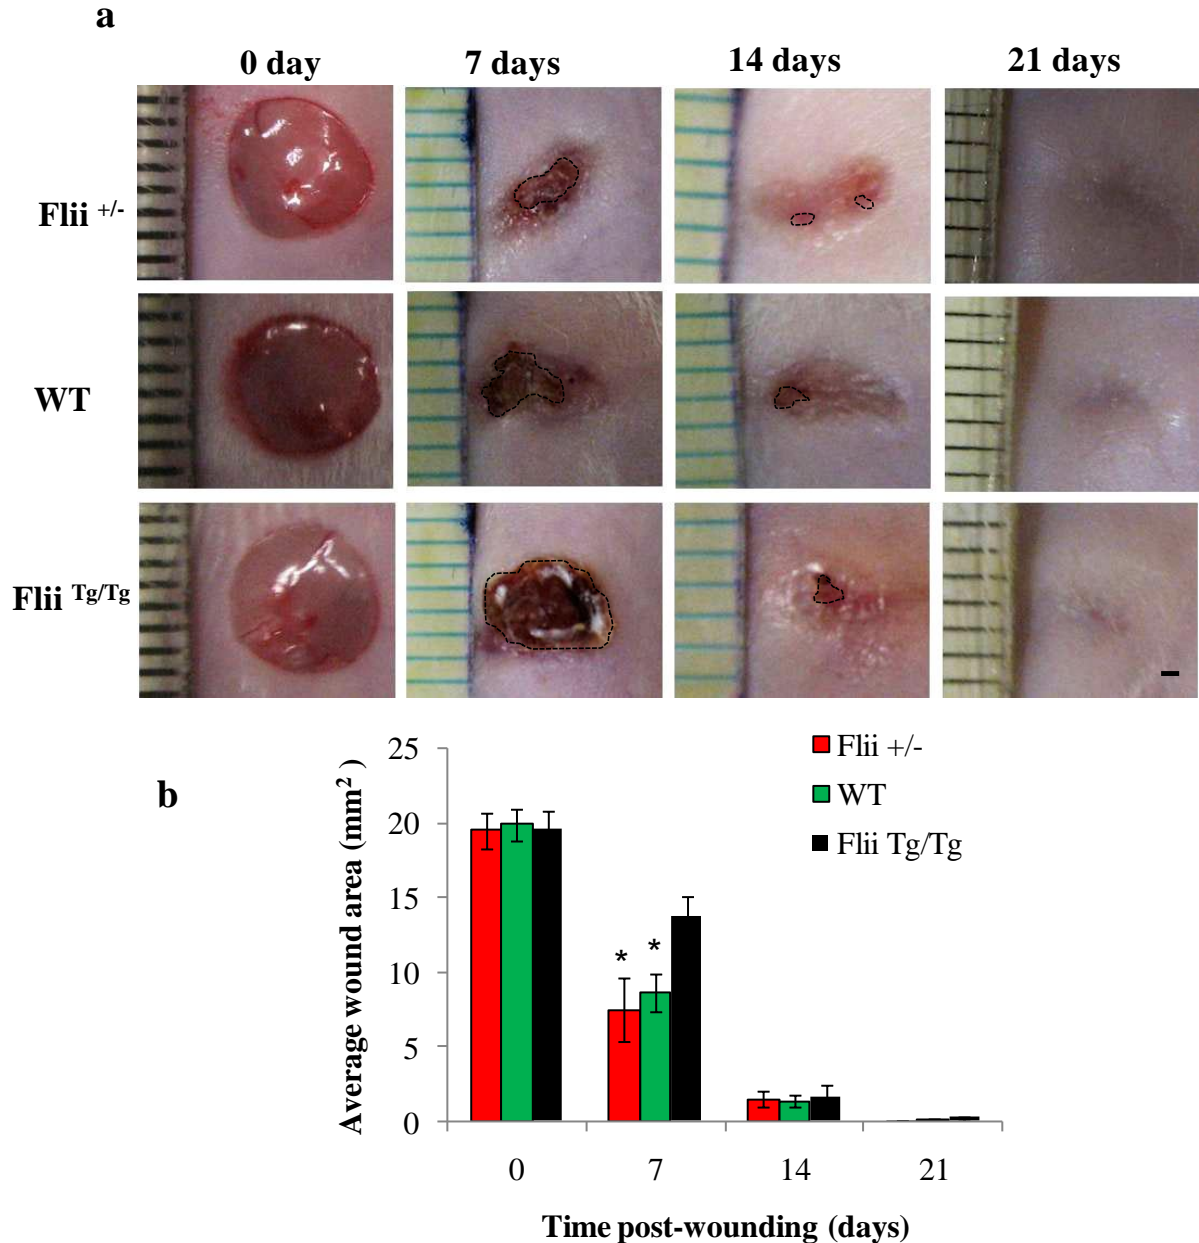 a
0 day 7 days 14 days 21 days
Flii +/-
WT
Flii Tg/Tg
b
Average wound area (mm2 )
25
20
15
10
5
0
* *
Flii +/-
WT
Flii Tg/Tg
0 7 14 21
Time post-wounding (days)